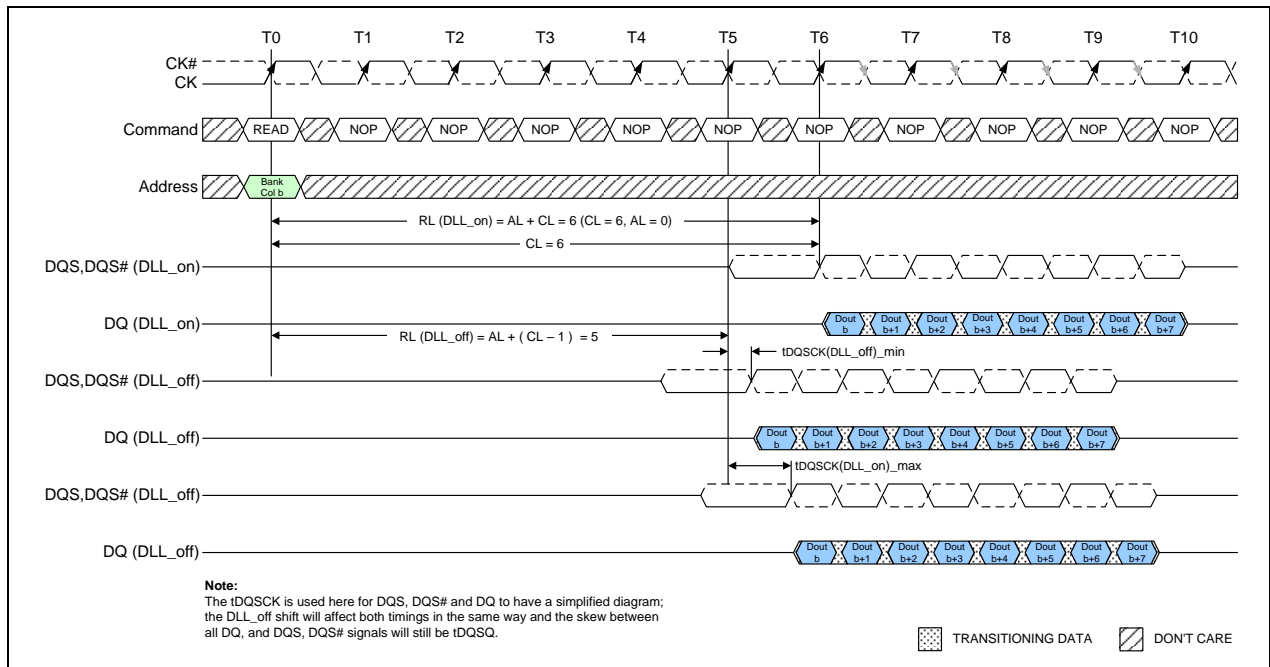 T0 T1 T2 T3 T4 T5 T6 T7 T8 T9 T10
CK#
CK
Command READ NOP NOP NOP NOP NOP NOP NOP NOP NOP NOP
Address Bank
Col b
RL (DLL_on) = AL + CL = 6 (CL = 6, AL = 0)
CL = 6
DQS,DQS# (DLL_on)
DQ (DLL_on) Dout Dout Dout Dout Dout Dout Dout Dout
b b+1 b+2 b+3 b+4 b+5 b+6 b+7
RL (DLL_off) = AL + ( CL – 1 ) = 5
tDQSCK(DLL_off)_min
DQS,DQS# (DLL_off)
DQ (DLL_off) Dout Dout Dout Dout Dout Dout Dout Dout
b b+1 b+2 b+3 b+4 b+5 b+6 b+7
tDQSCK(DLL_on)_max
DQS,DQS# (DLL_off)
DQ (DLL_off) Dout Dout Dout Dout Dout Dout Dout Dout
b b+1 b+2 b+3 b+4 b+5 b+6 b+7
Note:
The tDQSCK is used here for DQS, DQS# and DQ to have a simplified diagram;
the DLL_off shift will affect both timings in the same way and the skew between
all DQ, and DQS, DQS# signals will still be tDQSQ.
TRANSITIONING DATA DON'T CARE